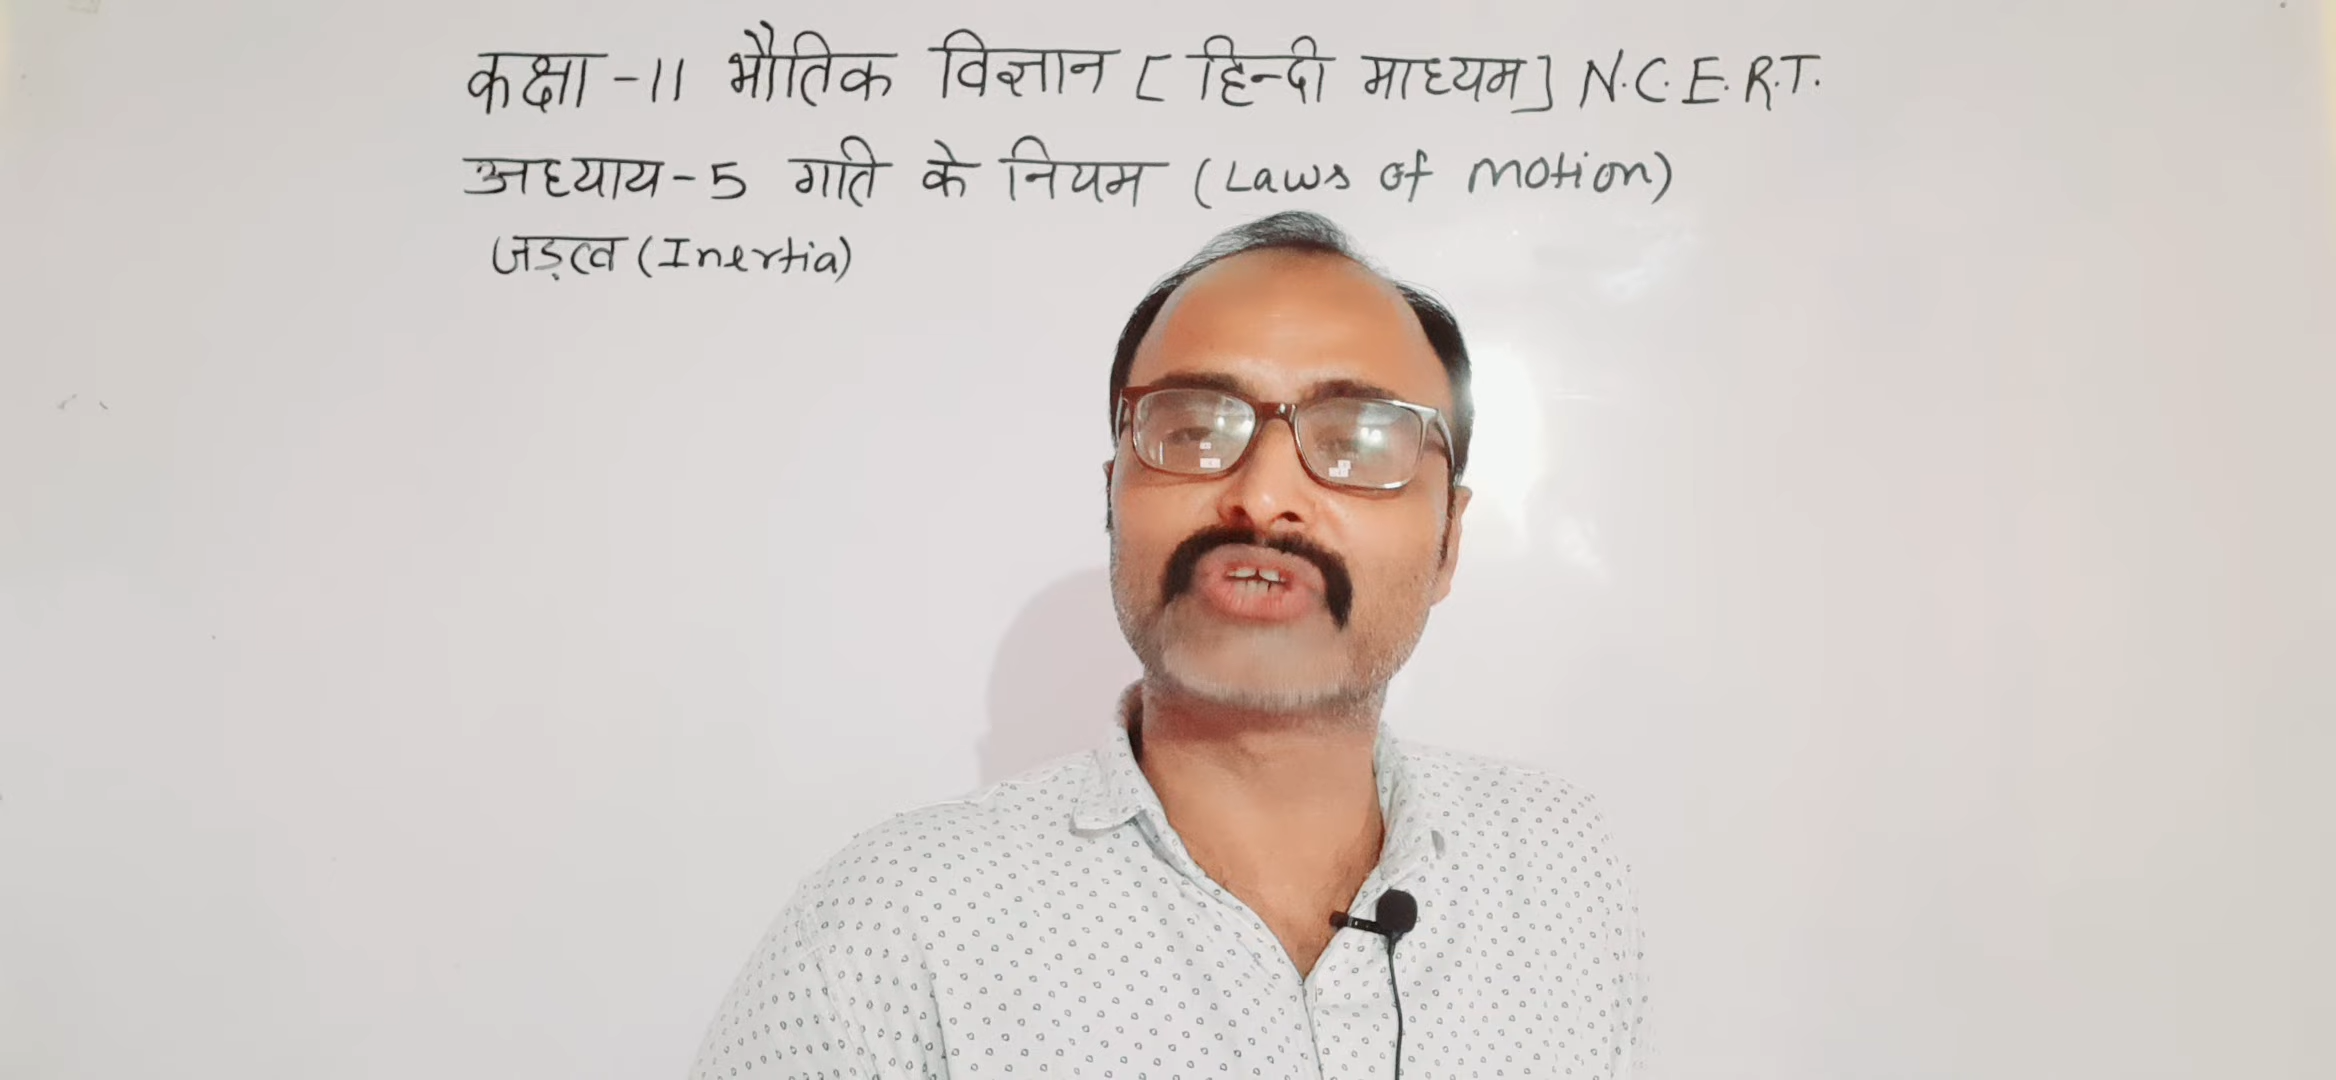 कक्षा -11 भौतिक विज्ञान [ हिन्दी माध्यम ] N.C.E.R.T.
अध्याय - 5 गति के नियम (Laws of motion)
जड़त्व (Inertia)